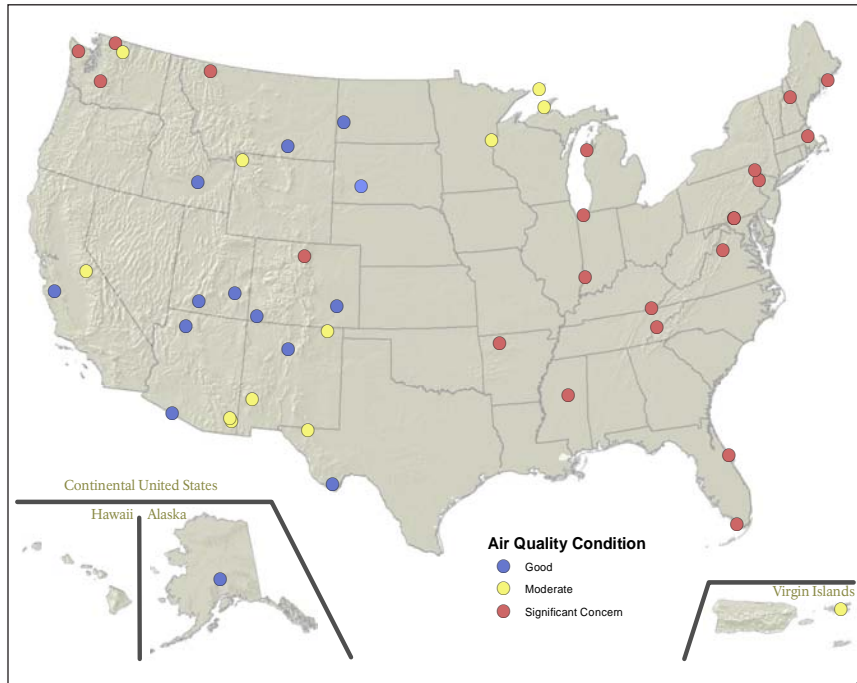 Continental United States
Hawaii Alaska
Air Quality Condition
Good
Moderate
Significant Concern
Virgin Islands